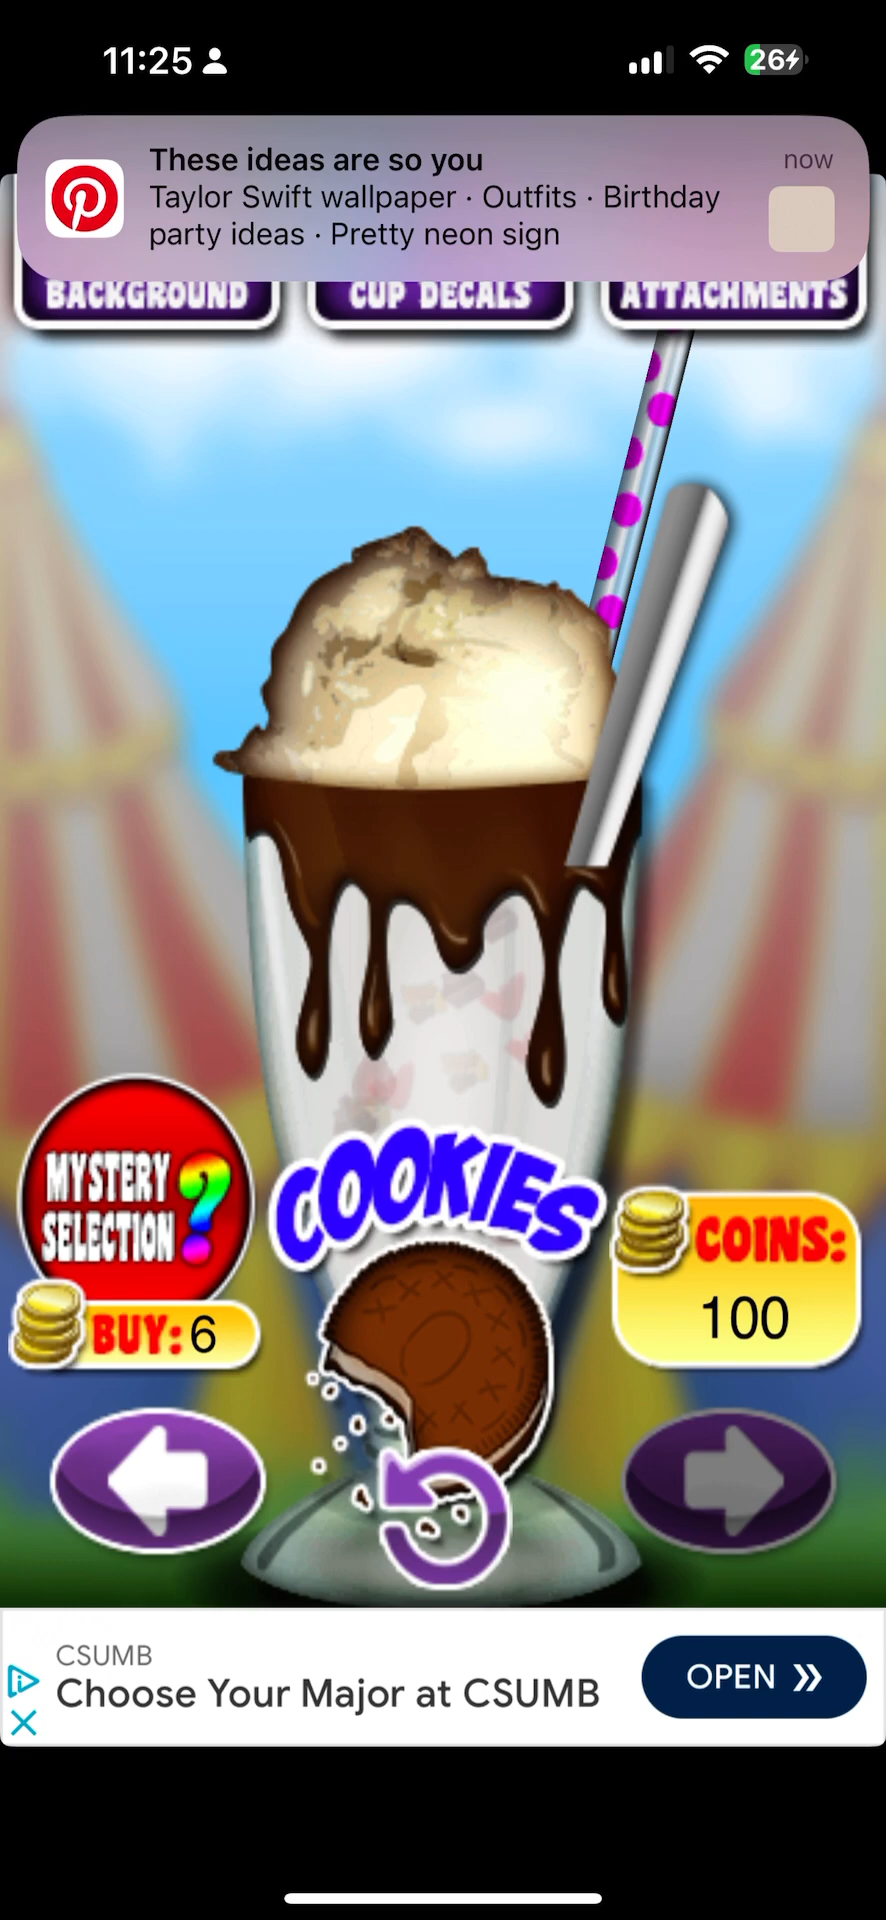 11:25
26
These ideas are so you
now
Taylor Swift wallpaper · Outfits · Birthday
party ideas · Pretty neon sign
BACKGROUND
CUP DECALS
ATTACHMENTS
MYSTERY
SELECTION ?
BUY: 6
COOKIES
COINS:
100
CSUMB
Choose Your Major at CSUMB
OPEN